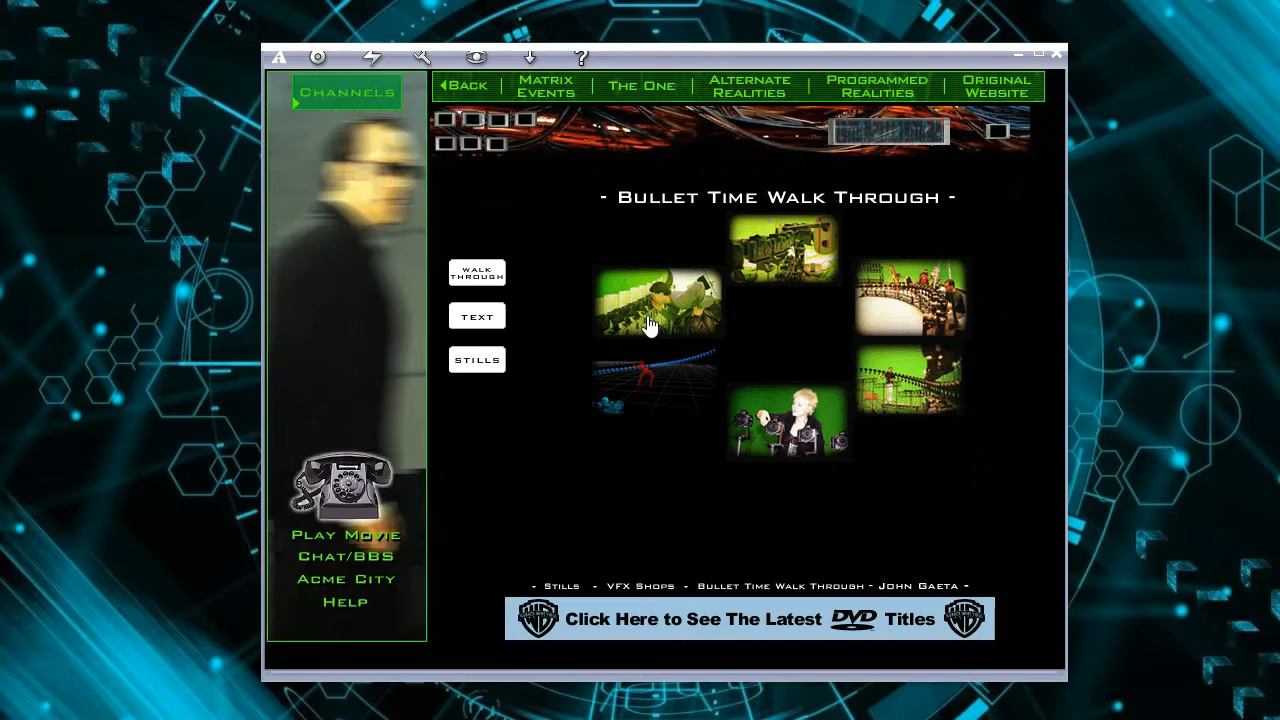 Channels
Back
Matrix Events
The One
Alternate Realities
Programmed Realities
Original Website
- Bullet Time Walk Through -
WALK THROUGH
TEXT
STILLS
Play Movie
Chat/BBS
Acme City
Help
- Stills - VFX Shops - Bullet Time Walk Through - John Gaeta -
Click Here to See The Latest DVD Titles